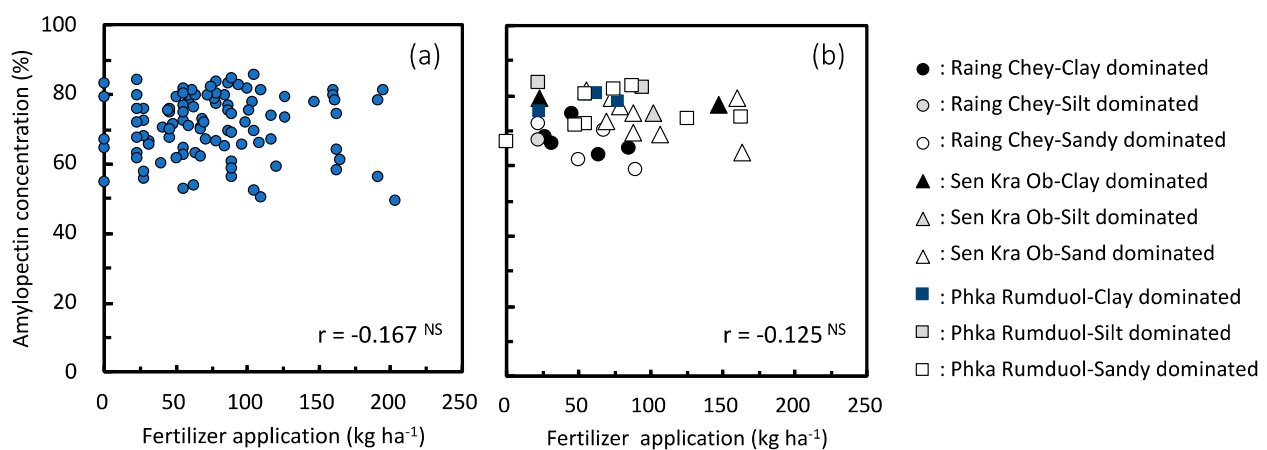 Amylopectin concentration (%)
100
80
60
40
20
0
(a)
r = -0.167 NS
0 50 100 150 200 250
Fertilizer application (kg ha-1)
(b)
r = -0.125 NS
0 50 100 150 200 250
Fertilizer application (kg ha-1)
: Raing Chey-Clay dominated
: Raing Chey-Silt dominated
: Raing Chey-Sandy dominated
: Sen Kra Ob-Clay dominated
: Sen Kra Ob-Silt dominated
: Sen Kra Ob-Sand dominated
: Phka Rumduol-Clay dominated
: Phka Rumduol-Silt dominated
: Phka Rumduol-Sandy dominated